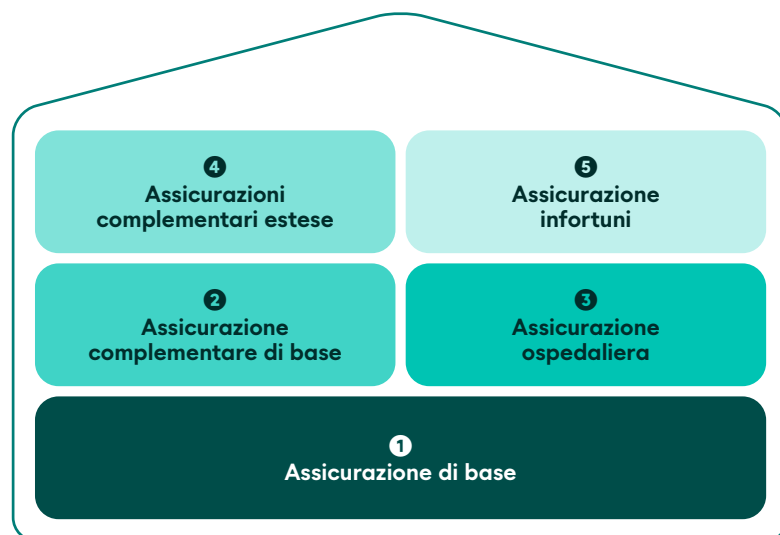 4
Assicurazioni
complementari estese
5
Assicurazione
infortuni
2
Assicurazione
complementare di base
3
Assicurazione
ospedaliera
1
Assicurazione di base